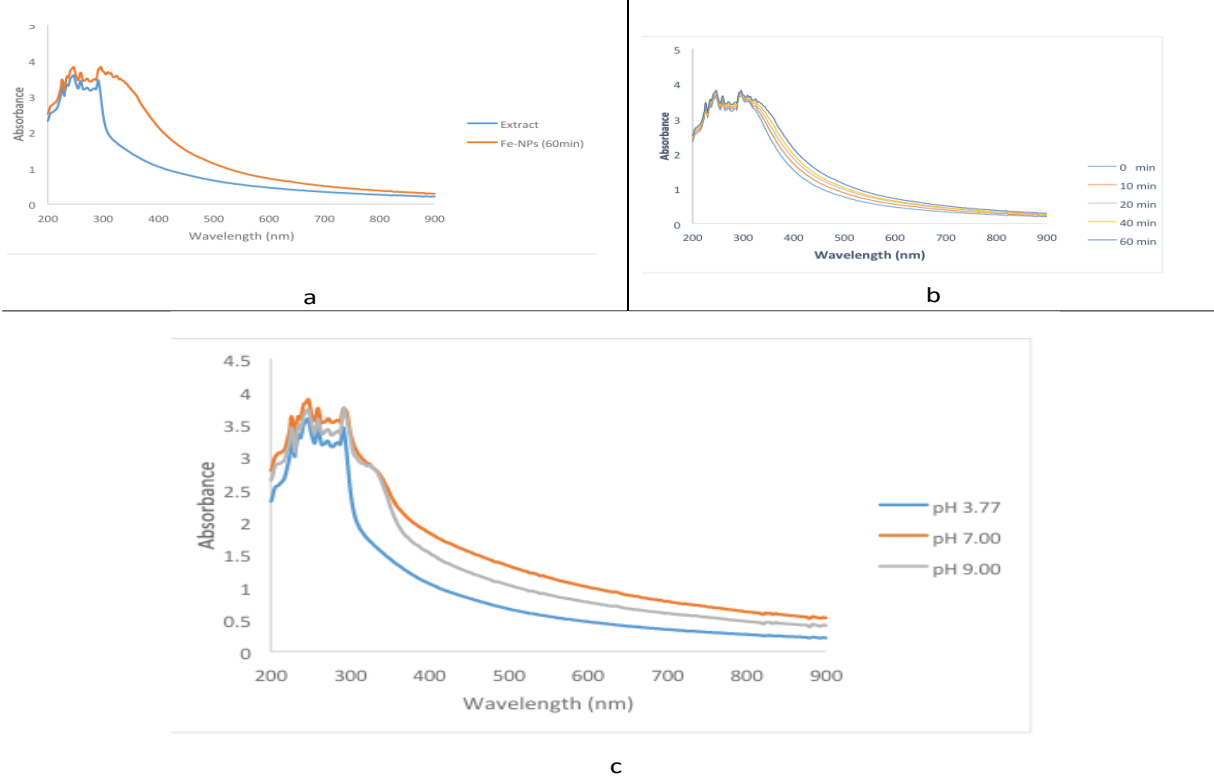 5
4
3
2
1
0
Absorbance
200 300 400 500 600 700 800 900
Wavelength (nm)
Extract
Fe-NPs (60min)
a
5
4
3
2
1
0
Absorbance
200 300 400 500 600 700 800 900
Wavelength (nm)
0 min
10 min
20 min
40 min
60 min
b
4.5
4
3.5
3
2.5
2
1.5
1
0.5
0
Absorbance
200 300 400 500 600 700 800 900
Wavelength (nm)
pH 3.77
pH 7.00
pH 9.00
c